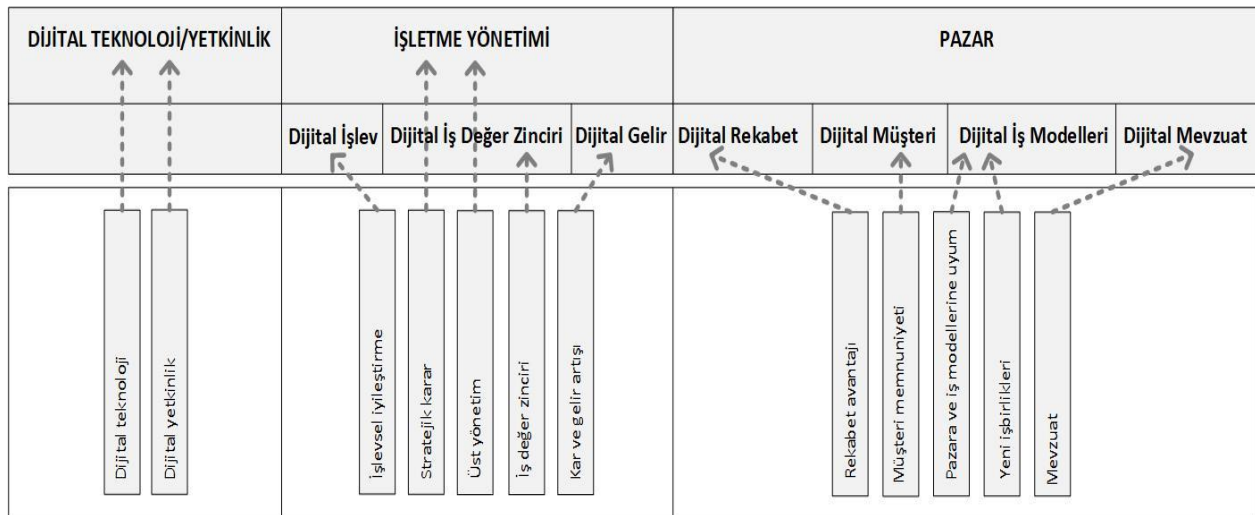 DİJİTAL TEKNOLOJİ/YETKİNLİK
İŞLETME YÖNETİMİ
PAZAR
Dijital İşlev
Dijital İş Değer Zinciri
Dijital Gelir
Dijital Rekabet
Dijital Müşteri
Dijital İş Modelleri
Dijital Mevzuat
Dijital teknoloji
Dijital yetkinlik
İşlevsel iyileştirme
Stratejik karar
Üst yönetim
İş değer zinciri
Kar ve gelir artışı
Rekabet avantajı
Müşteri memnuniyeti
Pazara ve iş modellerine uyum
Yeni işbirlikleri
Mevzuat